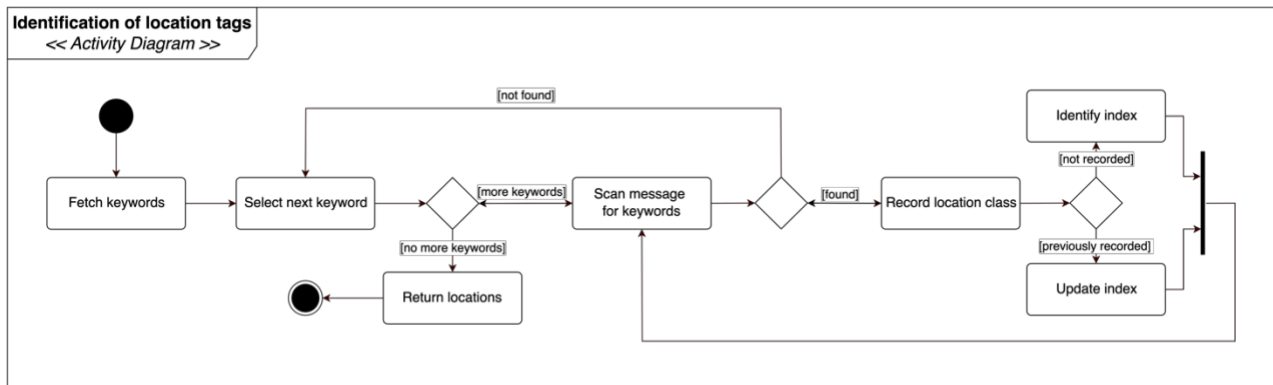 Identification of location tags
<< Activity Diagram >>
[not found]
Identify index
[not recorded]
Fetch keywords
Select next keyword
[more keywords]
Scan message
for keywords
[found]
Record location class
[no more keywords]
[previously recorded]
Return locations
Update index